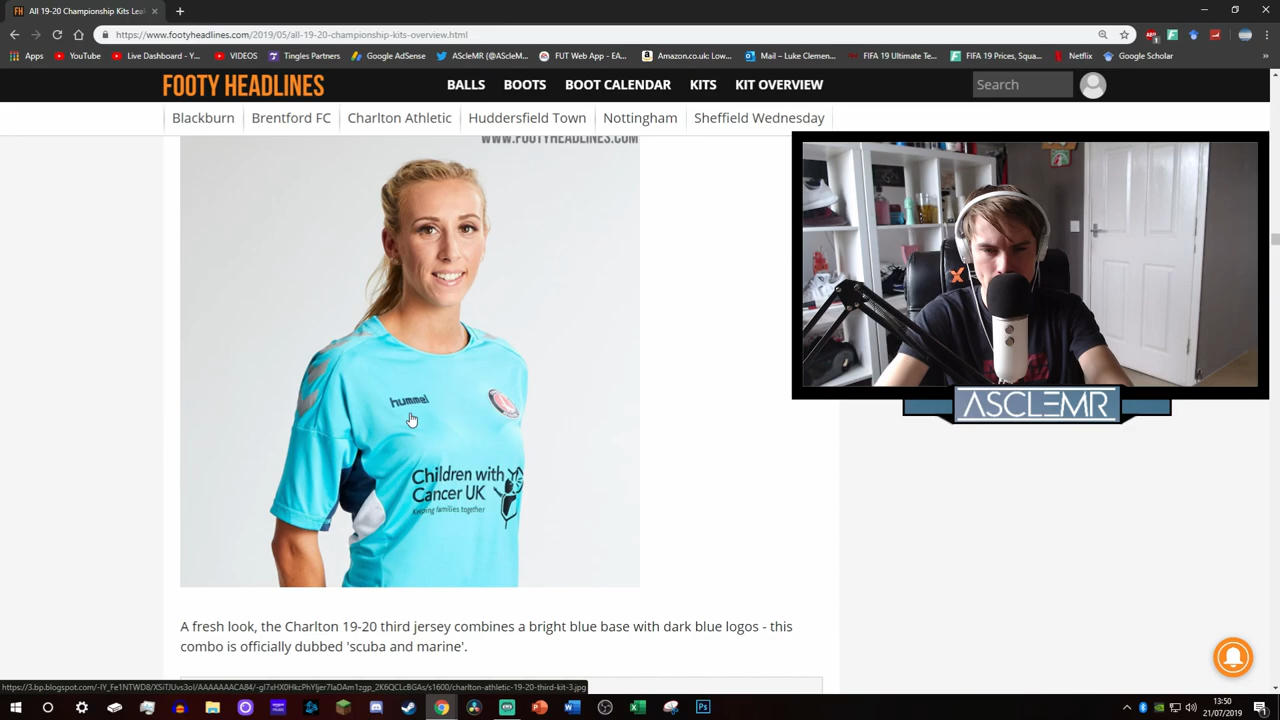 All 19-20 Championship Kits Lea
https://www.footyheadlines.com/2019/05/all-19-20-championship-kits-overview.html
Apps YouTube Live Dashboard - Y... VIDEOS Tingles Partners Google AdSense AScleMR (@AScleM... FUT Web App - EA... Amazon.co.uk: Low... Mail – Luke Clemen... FIFA 19 Ultimate Te... FIFA 19 Prices, Squa... Netflix Google Scholar »
FOOTY HEADLINES BALLS BOOTS BOOT CALENDAR KITS KIT OVERVIEW Search
Blackburn Brentford FC Charlton Athletic Huddersfield Town Nottingham Sheffield Wednesday
WWW.FOOTYHEADLINES.COM
hummel
Children with
Cancer UK
Keeping families together
ASCLEMR
A fresh look, the Charlton 19-20 third jersey combines a bright blue base with dark blue logos - this
combo is officially dubbed 'scuba and marine'.
13:50
21/07/2019